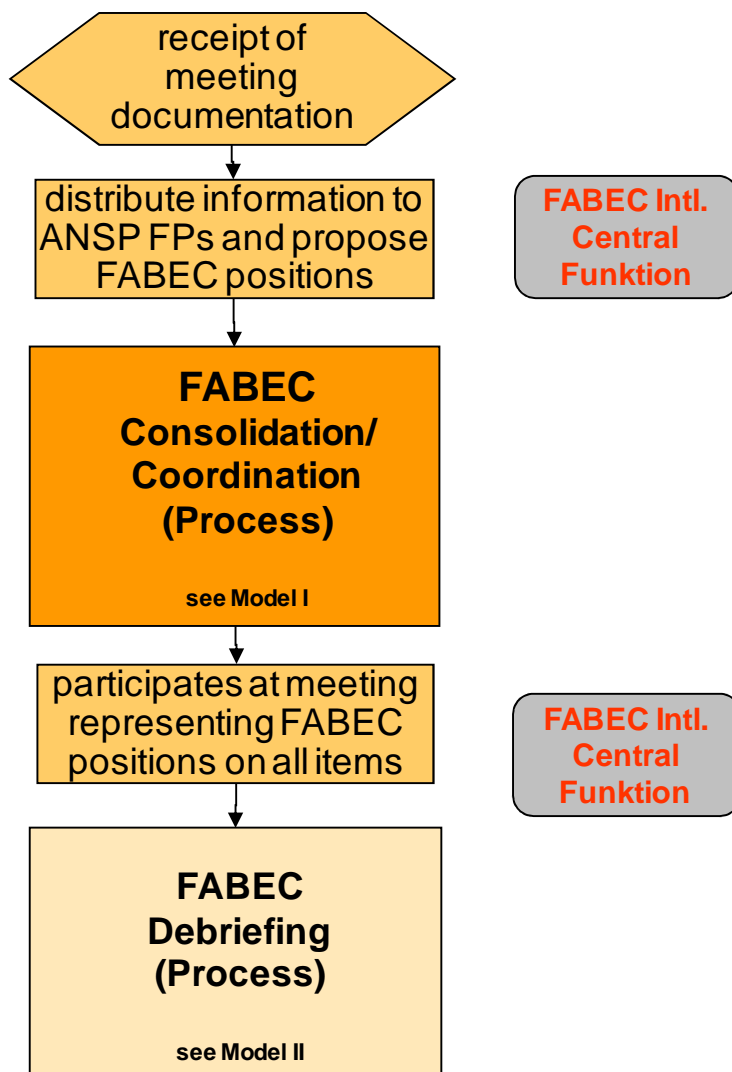 receipt of
meeting
documentation
distribute information to
ANSP FPs and propose
FABEC positions
FABEC Intl.
Central
Funktion
FABEC
Consolidation/
Coordination
(Process)
see Model I
participates at meeting
representing FABEC
positions on all items
FABEC Intl.
Central
Funktion
FABEC
Debriefing
(Process)
see Model II